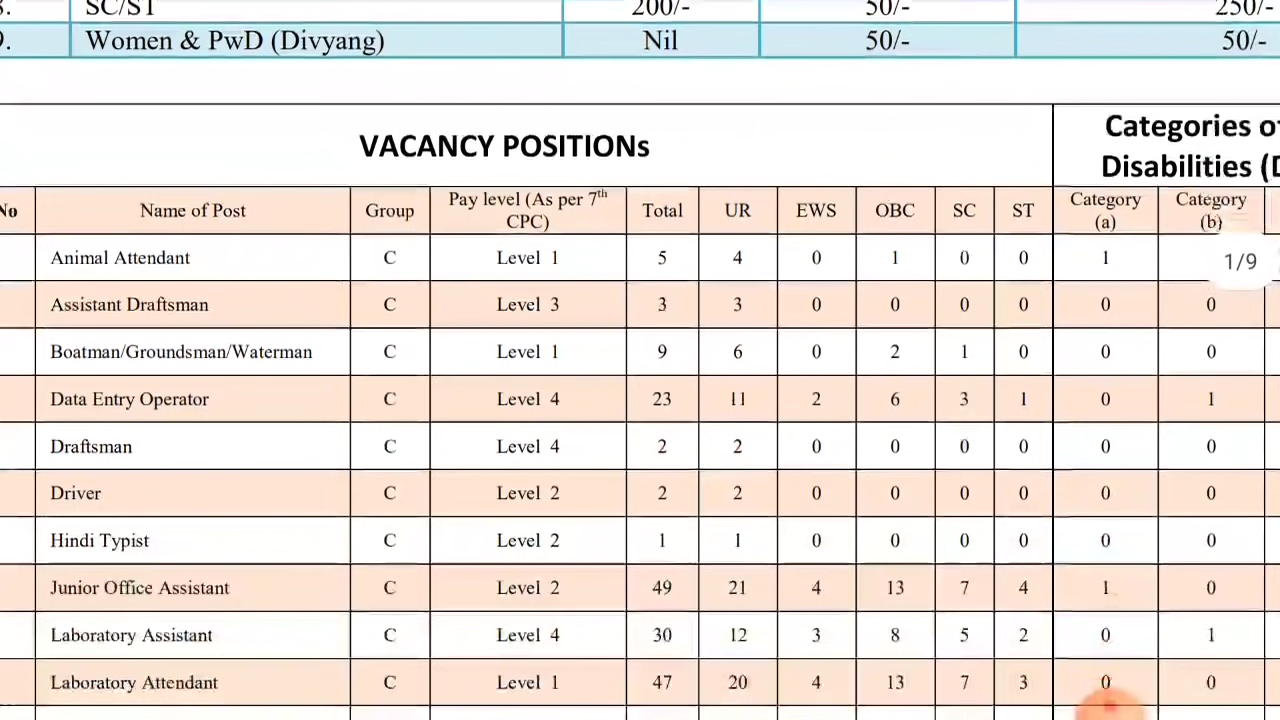 3. SC/ST 200/- 50/- 250/-
9. Women & PwD (Divyang) Nil 50/- 50/-
VACANCY POSITIONs Categories of
Disabilities (D
No Name of Post Group Pay level (As per 7th CPC) Total UR EWS OBC SC ST Category (a) Category (b)
Animal Attendant C Level 1 5 4 0 1 0 0 1
1/9
Assistant Draftsman C Level 3 3 3 0 0 0 0 0 0
Boatman/Groundsman/Waterman C Level 1 9 6 0 2 1 0 0 0
Data Entry Operator C Level 4 23 11 2 6 3 1 0 1
Draftsman C Level 4 2 2 0 0 0 0 0 0
Driver C Level 2 2 2 0 0 0 0 0 0
Hindi Typist C Level 2 1 1 0 0 0 0 0 0
Junior Office Assistant C Level 2 49 21 4 13 7 4 1 0
Laboratory Assistant C Level 4 30 12 3 8 5 2 0 1
Laboratory Attendant C Level 1 47 20 4 13 7 3 0 0